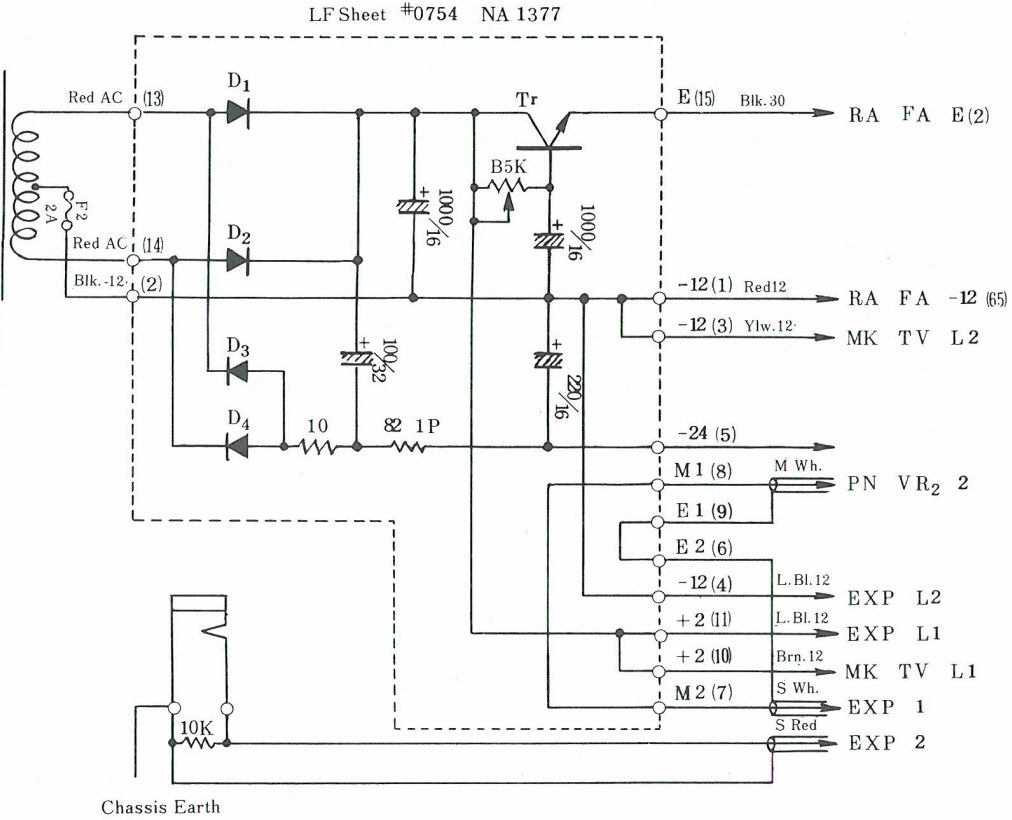 LF Sheet #0754 NA 1377
Red AC (13)
D1
Tr
E (15) Blk.30 RA FA E(2)
F2
2A
B5K
1000/16
1000/16
Red AC (14)
D2
Blk.-12 (2)
-12 (1) Red12 RA FA -12 (65)
-12 (3) Ylw.12 MK TV L2
D3
100/32
220/16
D4
10
82 1P
-24 (5)
M1 (8) M Wh. PN VR2 2
E1 (9)
E2 (6)
-12 (4) L.Bl.12 EXP L2
+2 (11) L.Bl.12 EXP L1
+2 (10) Brn.12 MK TV L1
M2 (7) S Wh. EXP 1
10K
S Red EXP 2
Chassis Earth